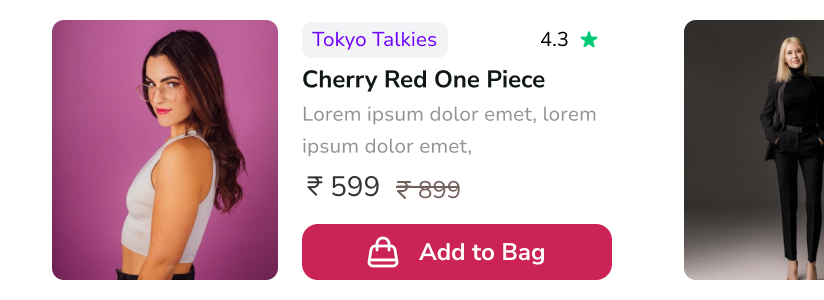 Tokyo Talkies 4.3
Cherry Red One Piece
Lorem ipsum dolor emet, lorem
ipsum dolor emet,
₹ 599 ₹ 899
Add to Bag